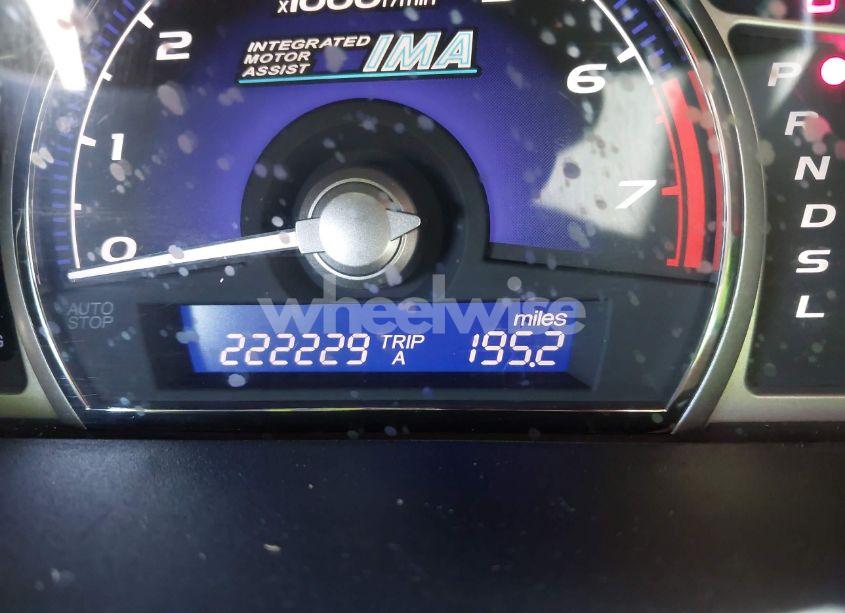 x1000r/min
INTEGRATED
MOTOR
ASSIST
IMA
2
1
0
6
7
P
R
N
D
S
L
AUTO
STOP
wheelwise
miles
222229 TRIP A 195.2